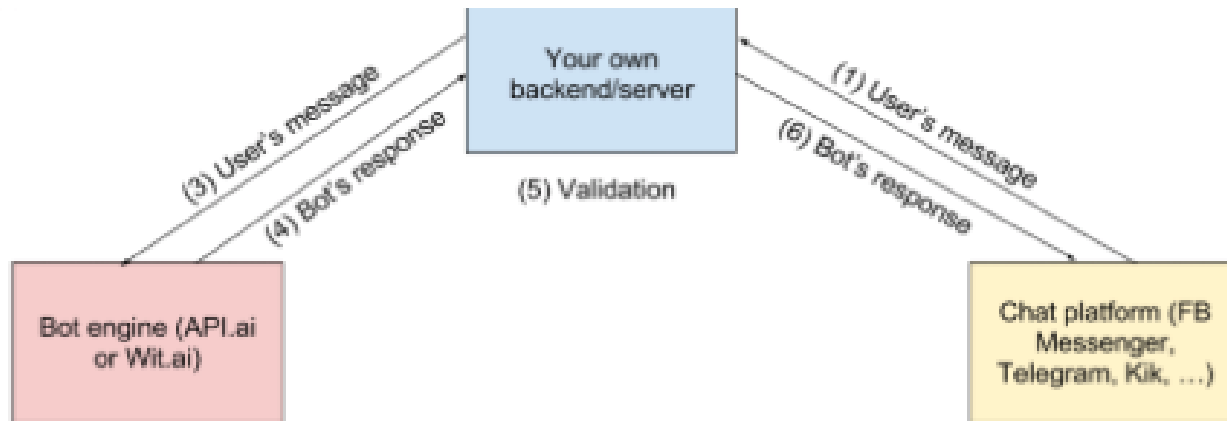 Your own
backend/server
(1) User's message
(3) User's message
(6) Bot's response
(4) Bot's response
(5) Validation
Bot engine (API.ai
or Wit.ai)
Chat platform (FB
Messenger,
Telegram, Kik, …)